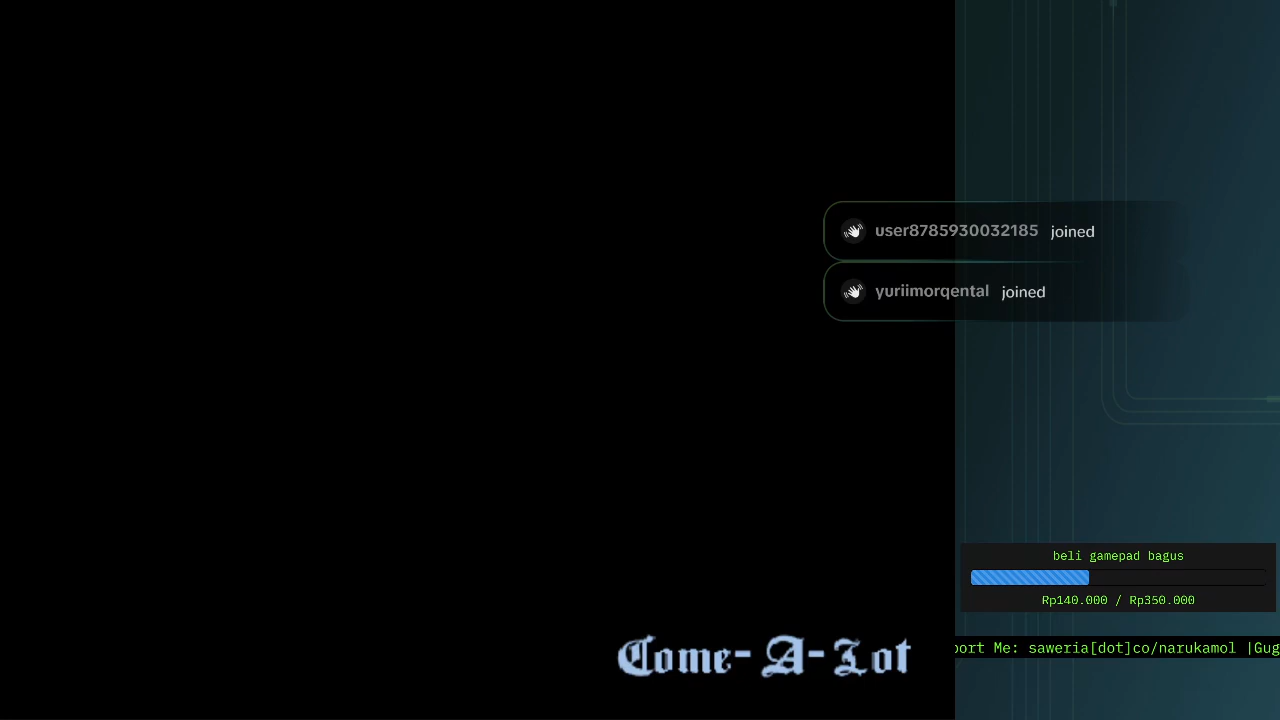 user8785930032185 joined
yuriimorqental joined
beli gamepad bagus
Rp140.000 / Rp350.000
Come-A-Lot
port Me: saweria[dot]co/narukamol |Gug